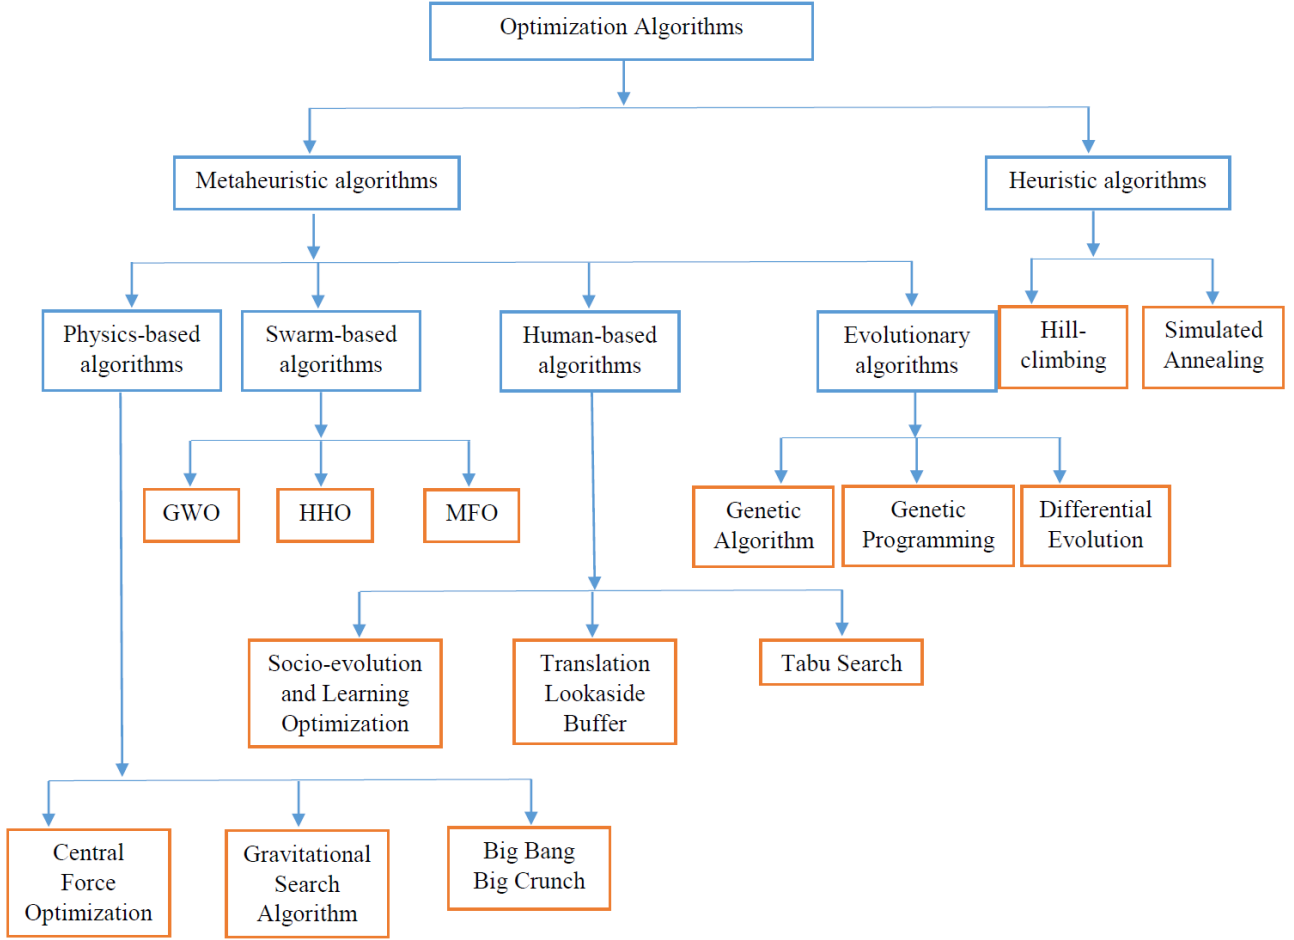 Optimization Algorithms
Metaheuristic algorithms
Heuristic algorithms
Physics-based
algorithms
Swarm-based
algorithms
Human-based
algorithms
Evolutionary
algorithms
Hill-
climbing
Simulated
Annealing
GWO
HHO
MFO
Genetic
Algorithm
Genetic
Programming
Differential
Evolution
Socio-evolution
and Learning
Optimization
Translation
Lookaside
Buffer
Tabu Search
Central
Force
Optimization
Gravitational
Search
Algorithm
Big Bang
Big Crunch